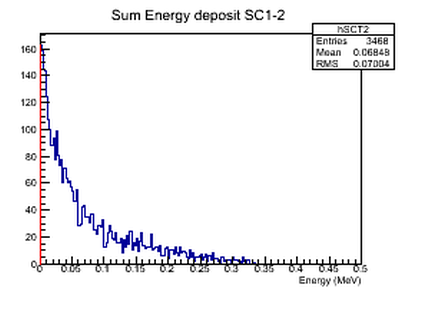 Sum Energy deposit SC1-2
hSCT2
Entries 3468
Mean 0.06848
RMS 0.07004
160
140
120
100
80
60
40
20
0
0 0.05 0.1 0.15 0.2 0.25 0.3 0.35 0.4 0.45 0.5
Energy (MeV)